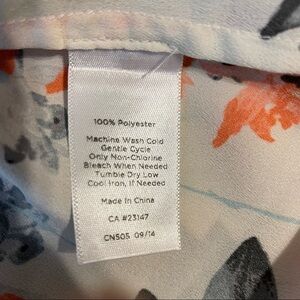 100% Polyester
Machine Wash Cold
Gentle Cycle
Only Non-Chlorine
Bleach When Needed
Tumble Dry Low
Cool Iron, If Needed
Made In China
CA #23147
CN505 09/14